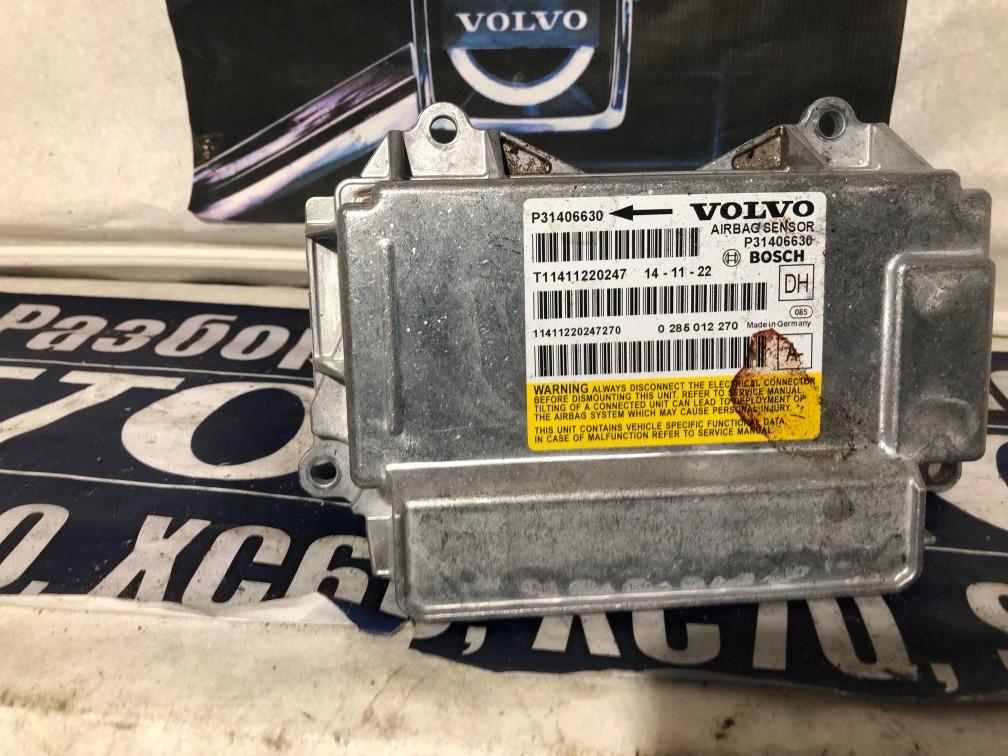 VOLVO
P31406630 VOLVO
AIRBAG SENSOR
P31406630
BOSCH
T11411220247 14-11-22
DH
085
11411220247270 0 285 012 270 Made in Germany
A-
WARNING ALWAYS DISCONNECT THE ELECTRICAL CONNECTOR
BEFORE DISMOUNTING THIS UNIT. REFER TO SERVICE MANUAL.
TILTING OF A CONNECTED UNIT CAN LEAD TO DEPLOYMENT OF
THE AIRBAG SYSTEM WHICH MAY CAUSE PERSONAL INJURY.
THIS UNIT CONTAINS VEHICLE SPECIFIC FUNCTIONAL DATA.
IN CASE OF MALFUNCTION REFER TO SERVICE MANUAL.
Разбор
ХС70,